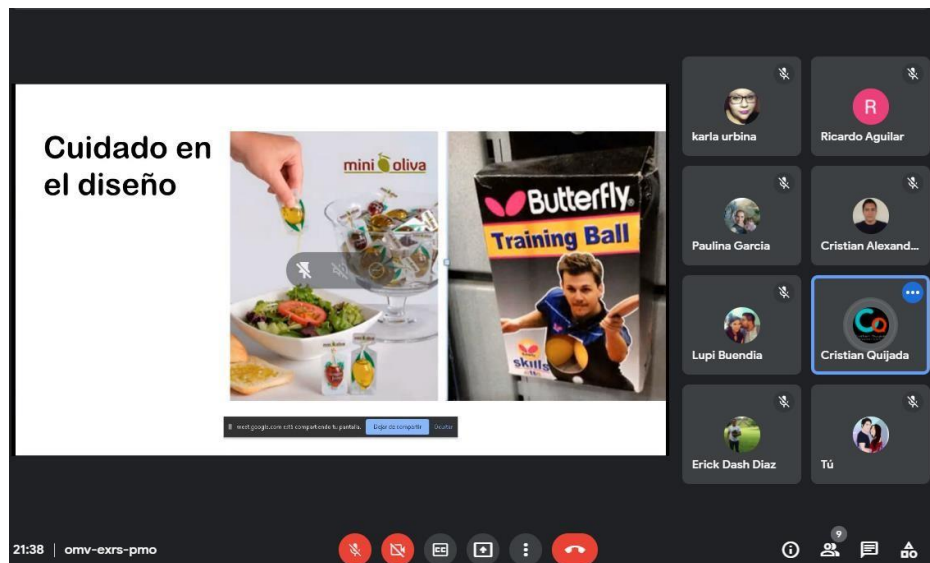 Cuidado en
el diseño
mini oliva
Butterfly
Training Ball
skills
meet.google.com está compartiendo tu pantalla.
Dejar de compartir
Ocultar
karla urbina
R
Ricardo Aguilar
Paulina Garcia
Cristian Alexand...
Lupi Buendia
Cristian Quijada
Erick Dash Diaz
Tú
21:38 | omv-exrs-pmo
9